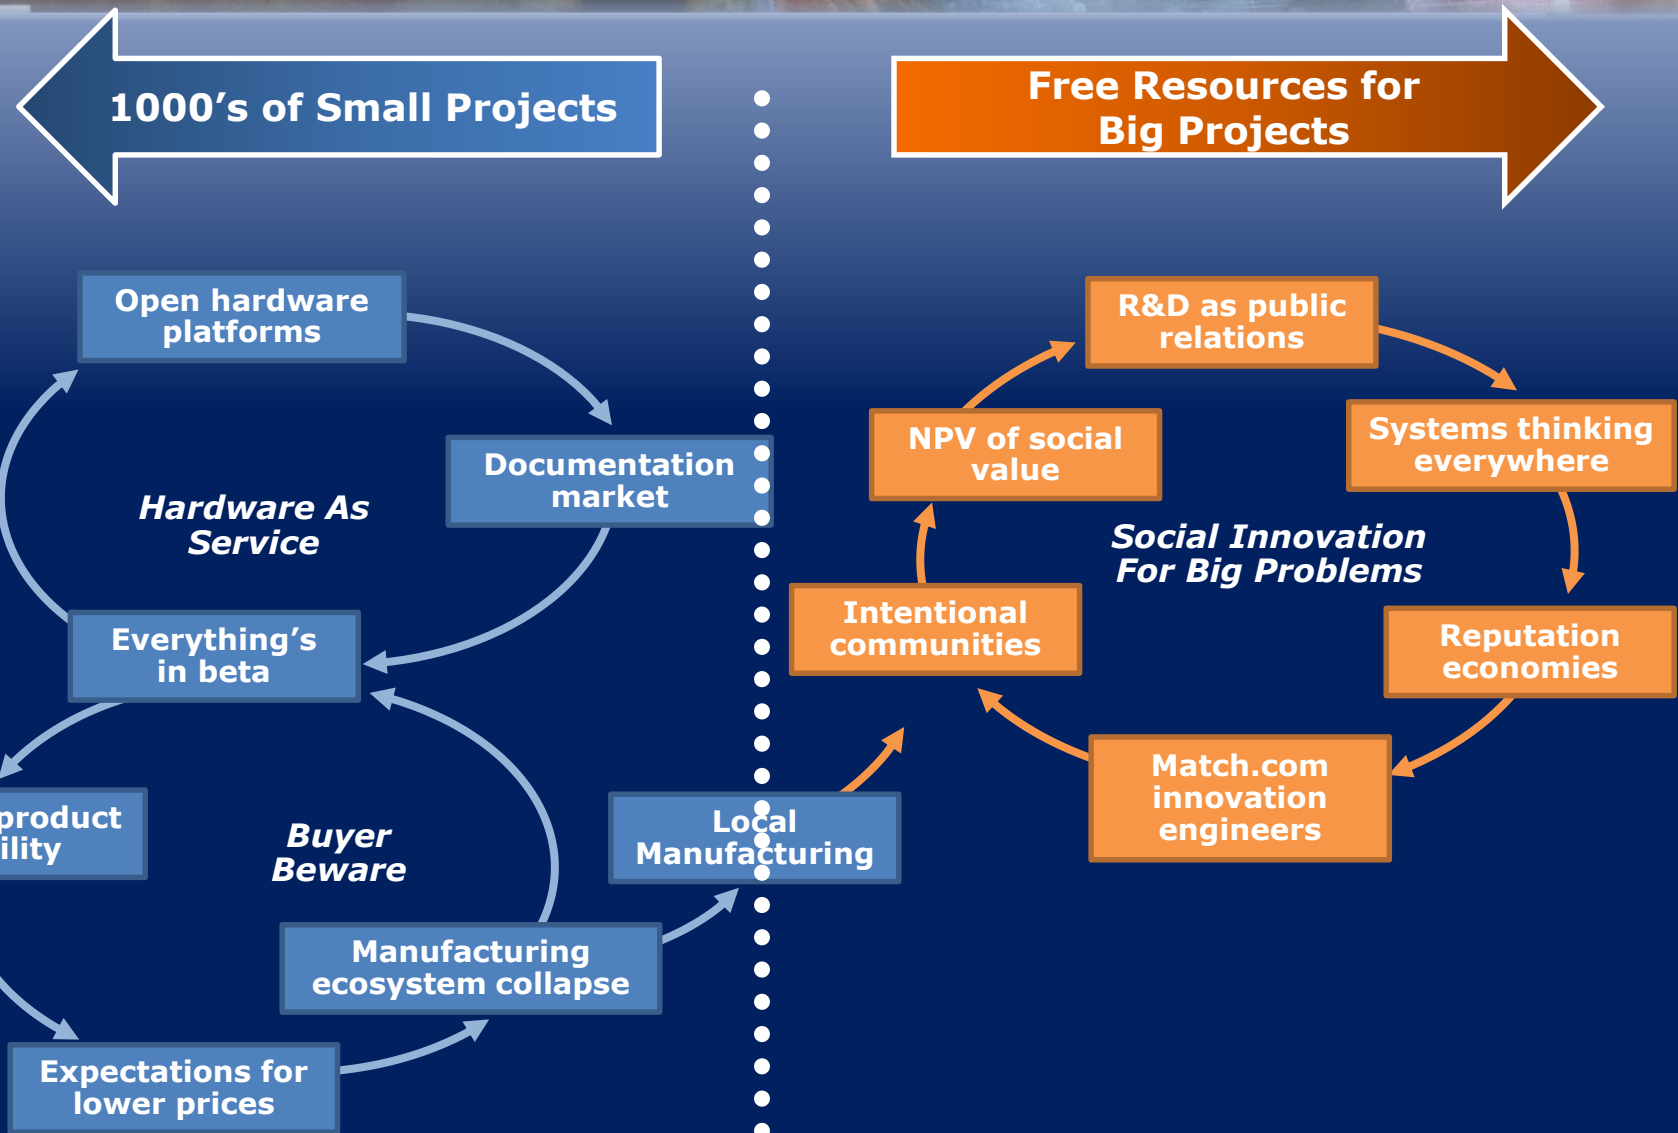 1000’s of Small Projects
Free Resources for
Big Projects
Open hardware
platforms
Documentation
market
Hardware As
Service
Everything’s
in beta
product
ility
Buyer
Beware
Local
Manufacturing
Manufacturing
ecosystem collapse
Expectations for
lower prices
R&D as public
relations
NPV of social
value
Systems thinking
everywhere
Social Innovation
For Big Problems
Intentional
communities
Reputation
economies
Match.com
innovation
engineers